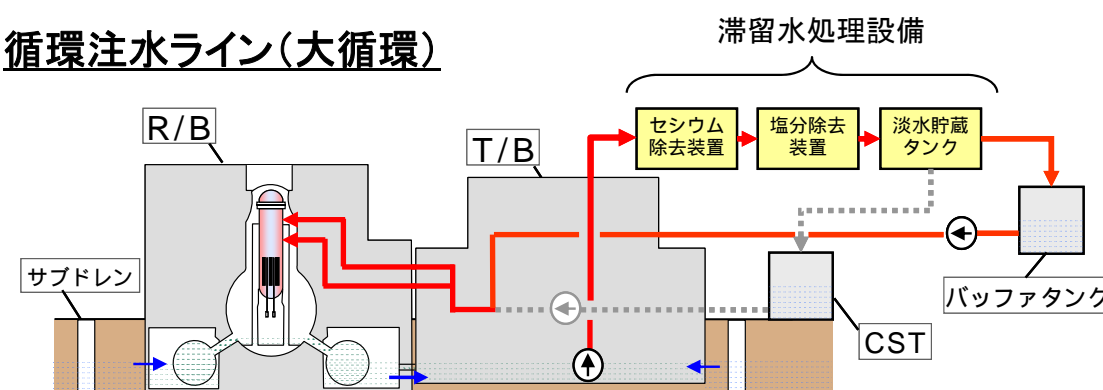 循環注水ライン(大循環)
滞留水処理設備
R/B
T/B
セシウム
除去装置
塩分除去
装置
淡水貯蔵
タンク
サブドレン
バッファタンク
CST